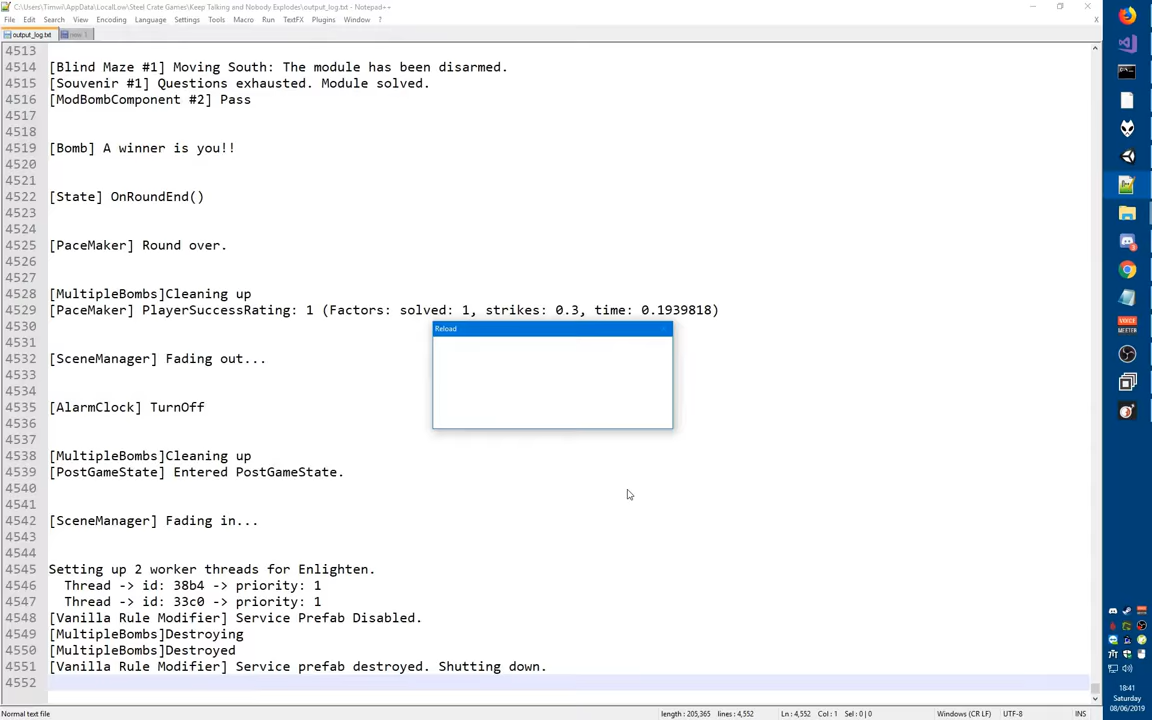 C:\Users\Timwi\AppData\LocalLow\Steel Crate Games\Keep Talking and Nobody Explodes\output_log.txt - Notepad++
File Edit Search View Encoding Language Settings Tools Macro Run TextFX Plugins Window ?
X
output_log.txt new 1
4513
4514 [Blind Maze #1] Moving South: The module has been disarmed.
4515 [Souvenir #1] Questions exhausted. Module solved.
4516 [ModBombComponent #2] Pass
4517
4518
4519 [Bomb] A winner is you!!
4520
4521
4522 [State] OnRoundEnd()
4523
4524
4525 [PaceMaker] Round over.
4526
4527
4528 [MultipleBombs]Cleaning up
4529 [PaceMaker] PlayerSuccessRating: 1 (Factors: solved: 1, strikes: 0.3, time: 0.1939818)
4530
Reload
4531
4532 [SceneManager] Fading out...
4533
4534
4535 [AlarmClock] TurnOff
4536
4537
4538 [MultipleBombs]Cleaning up
4539 [PostGameState] Entered PostGameState.
4540
4541
4542 [SceneManager] Fading in...
4543
4544
4545 Setting up 2 worker threads for Enlighten.
4546 Thread -> id: 38b4 -> priority: 1
4547 Thread -> id: 33c0 -> priority: 1
4548 [Vanilla Rule Modifier] Service Prefab Disabled.
4549 [MultipleBombs]Destroying
4550 [MultipleBombs]Destroyed
4551 [Vanilla Rule Modifier] Service prefab destroyed. Shutting down.
4552
Normal text file length : 205,365 lines : 4,552 Ln : 4,552 Col : 1 Sel : 0 | 0 Windows (CR LF) UTF-8 INS
VOICE
MEETER
18:41
Saturday
08/06/2019